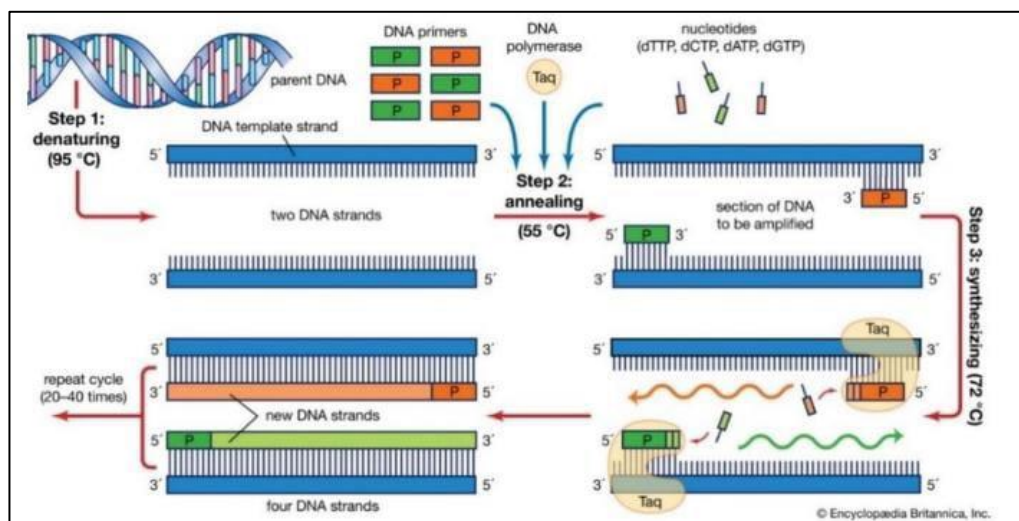 DNA primers
P
P
P
P
P
P
DNA
polymerase
Taq
nucleotides
(dTTP, dCTP, dATP, dGTP)
parent DNA
Step 1:
denaturing
(95 °C)
DNA template strand
5´
3´
two DNA strands
3´
5´
Step 2:
annealing
(55 °C)
5´
3´
3´
P
5´
section of DNA
to be amplified
5´
P
3´
3´
5´
Step 3: synthesizing (72 °C)
Taq
5´
3´
P
5´
5´
P
3´
5´
Taq
5´
3´
3´
P
5´
new DNA strands
5´
P
3´
3´
5´
four DNA strands
repeat cycle
(20–40 times)
© Encyclopædia Britannica, Inc.